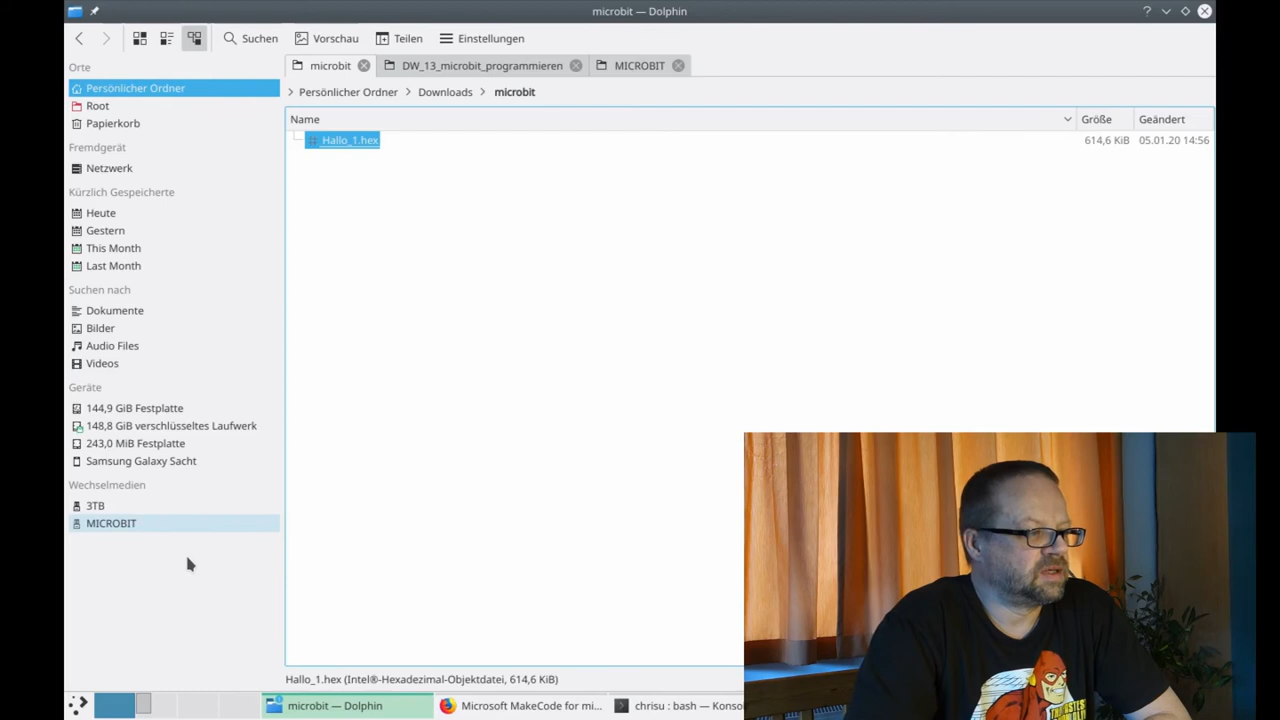 microbit — Dolphin
Suchen
Vorschau
Teilen
Einstellungen
Orte
Persönlicher Ordner
Root
Papierkorb
Fremdgerät
Netzwerk
Kürzlich Gespeicherte
Heute
Gestern
This Month
Last Month
Suchen nach
Dokumente
Bilder
Audio Files
Videos
Geräte
144,9 GiB Festplatte
148,8 GiB verschlüsseltes Laufwerk
243,0 MiB Festplatte
Samsung Galaxy Sacht
Wechselmedien
3TB
MICROBIT
microbit
DW_13_microbit_programmieren
MICROBIT
Persönlicher Ordner > Downloads > microbit
Name Größe Geändert
Hallo_1.hex 614,6 KiB 05.01.20 14:56
Hallo_1.hex (Intel®-Hexadezimal-Objektdatei, 614,6 KiB)
microbit — Dolphin
Microsoft MakeCode for mi...
chrisu : bash — Konso